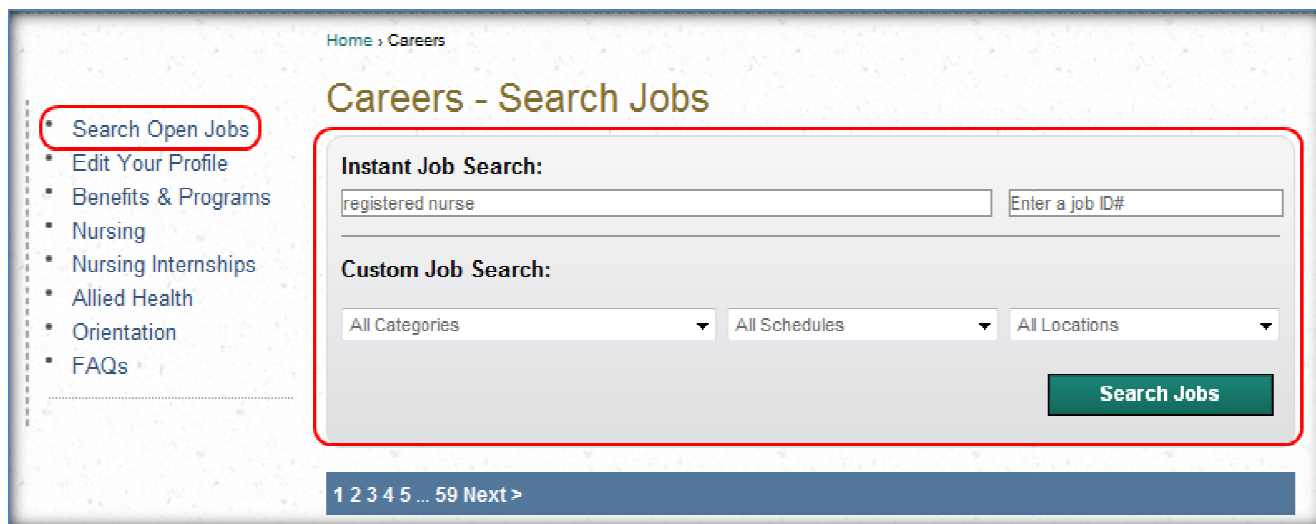 Home › Careers
Careers - Search Jobs
Search Open Jobs
Edit Your Profile
Benefits & Programs
Nursing
Nursing Internships
Allied Health
Orientation
FAQs
Instant Job Search:
registered nurse
Enter a job ID#
Custom Job Search:
All Categories
All Schedules
All Locations
Search Jobs
1 2 3 4 5 ... 59 Next >